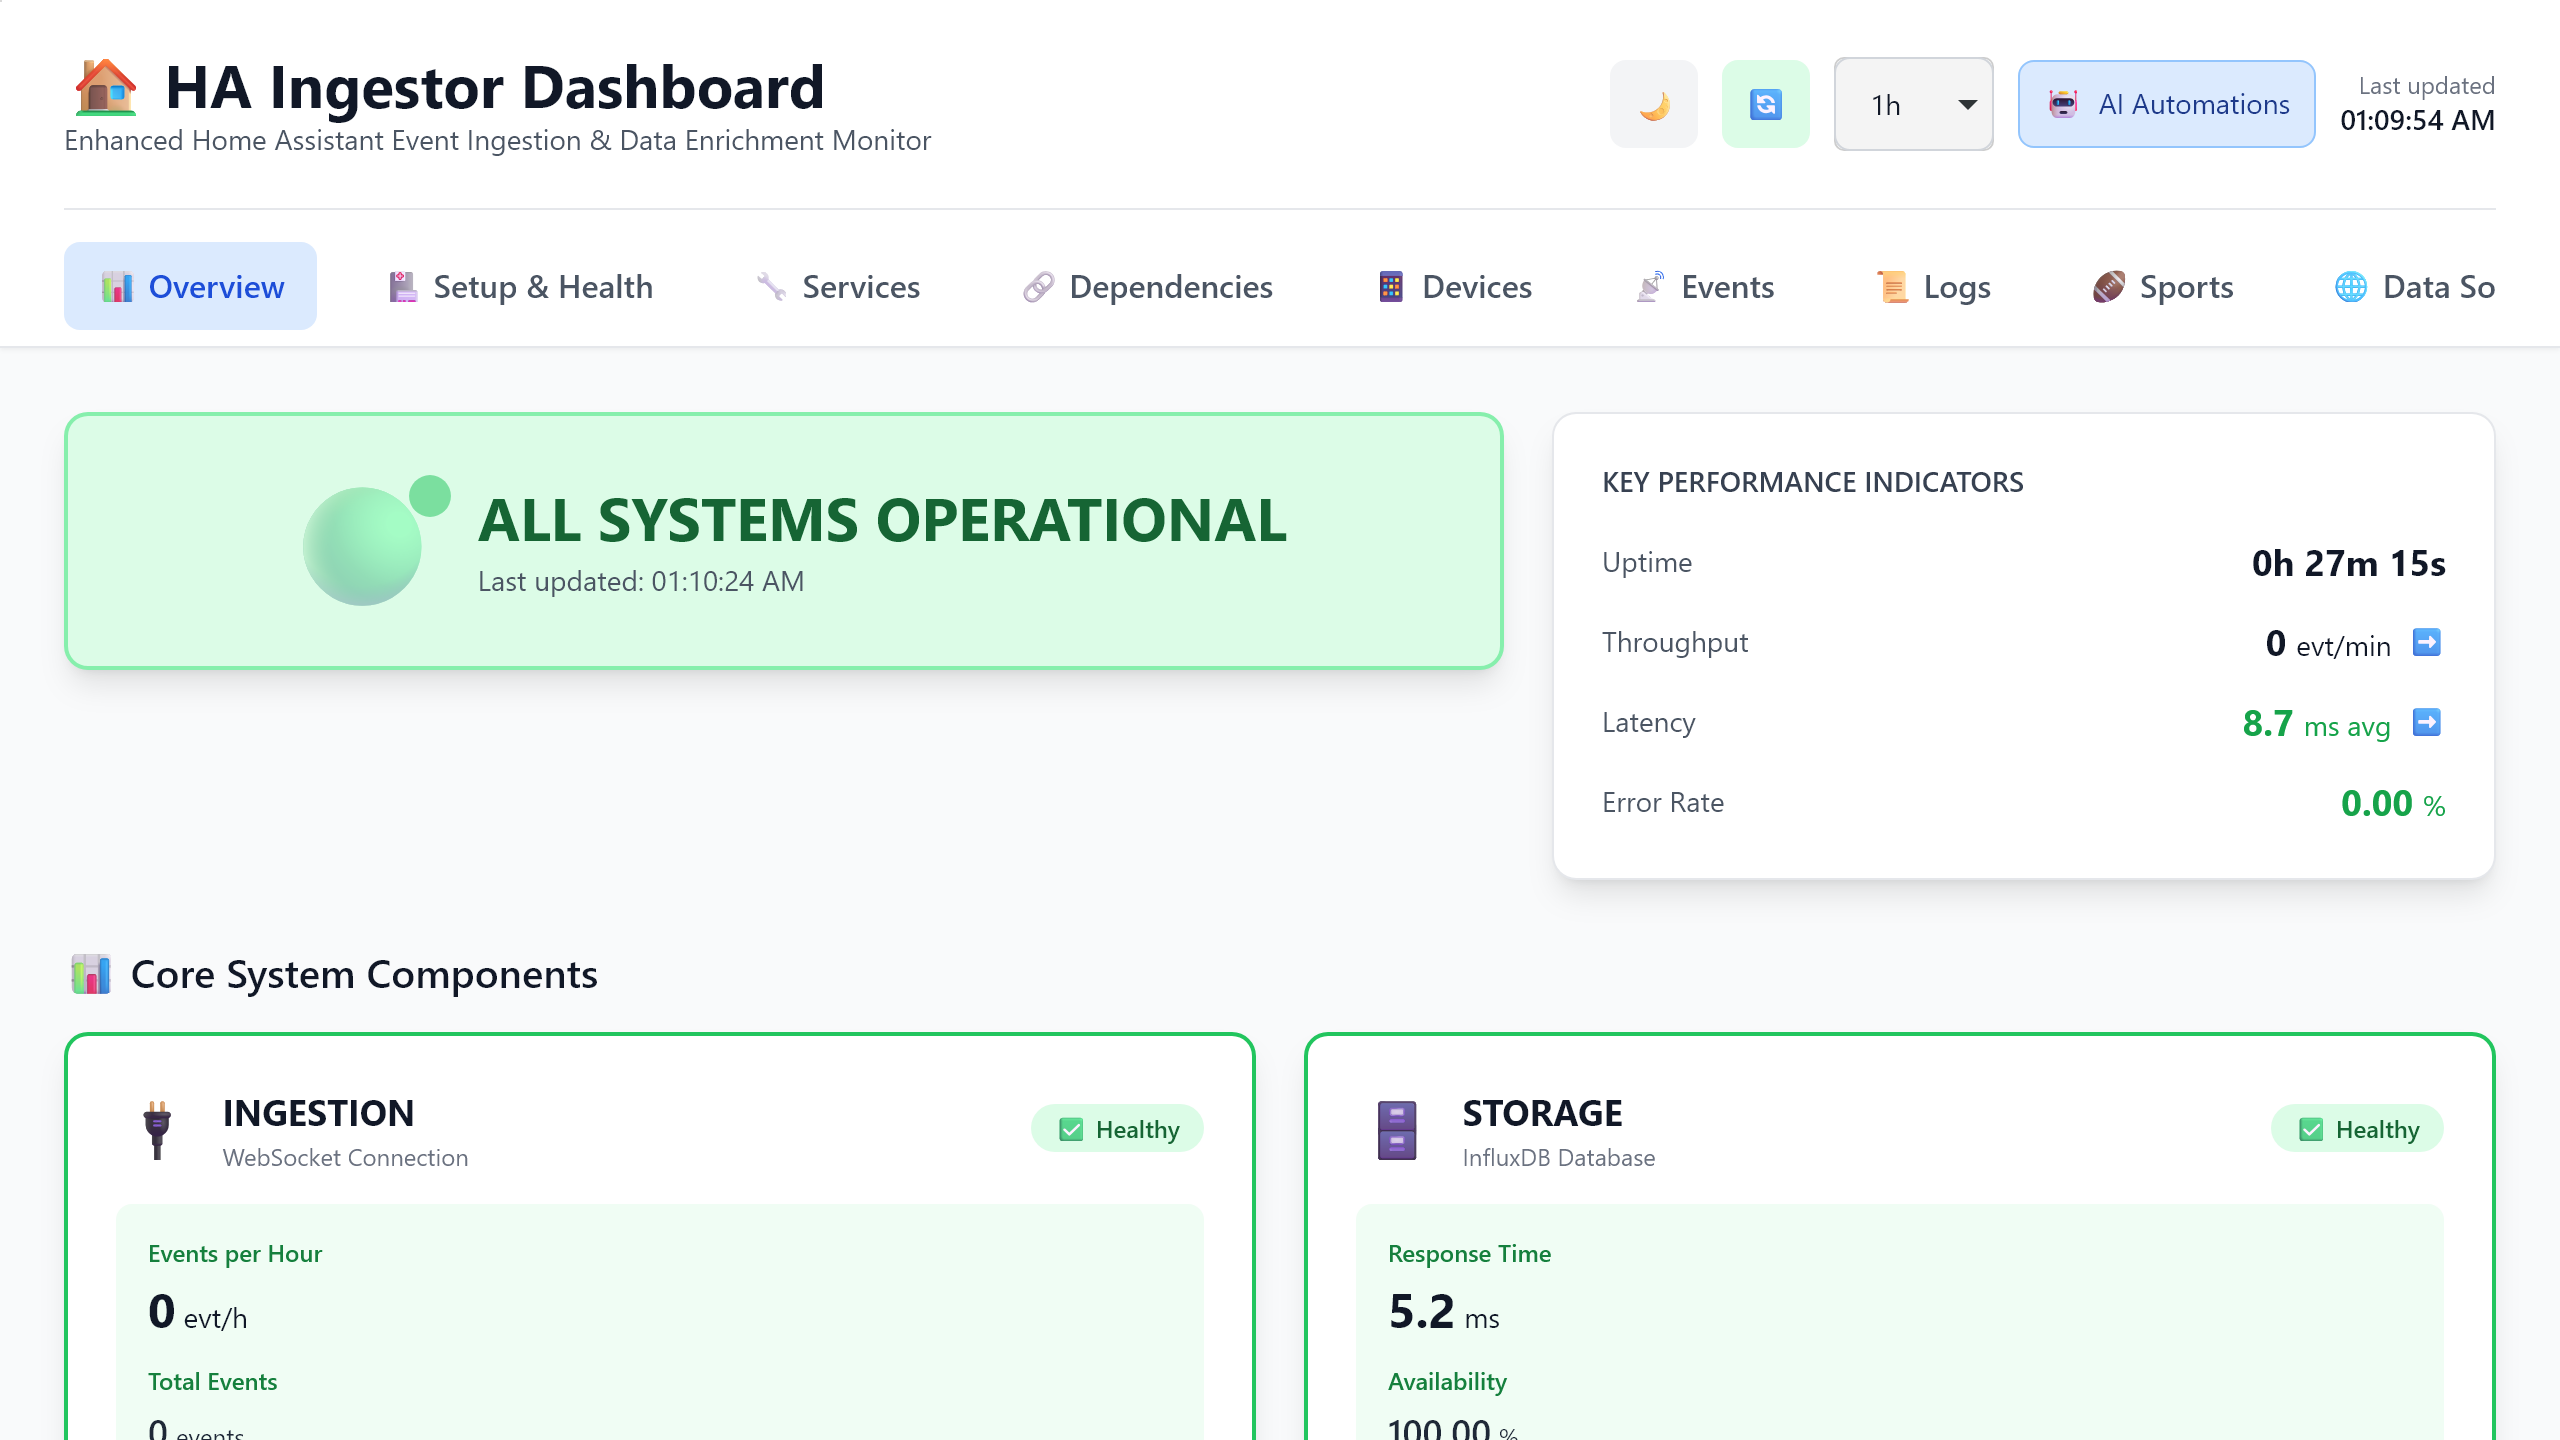 HA Ingestor Dashboard
Enhanced Home Assistant Event Ingestion & Data Enrichment Monitor
1h
AI Automations
Last updated
01:09:54 AM
Overview
Setup & Health
Services
Dependencies
Devices
Events
Logs
Sports
Data So
ALL SYSTEMS OPERATIONAL
Last updated: 01:10:24 AM
KEY PERFORMANCE INDICATORS
Uptime
0h 27m 15s
Throughput
0 evt/min
Latency
8.7 ms avg
Error Rate
0.00 %
Core System Components
INGESTION
WebSocket Connection
Healthy
Events per Hour
0 evt/h
Total Events
0 events
STORAGE
InfluxDB Database
Healthy
Response Time
5.2 ms
Availability
100.00 %